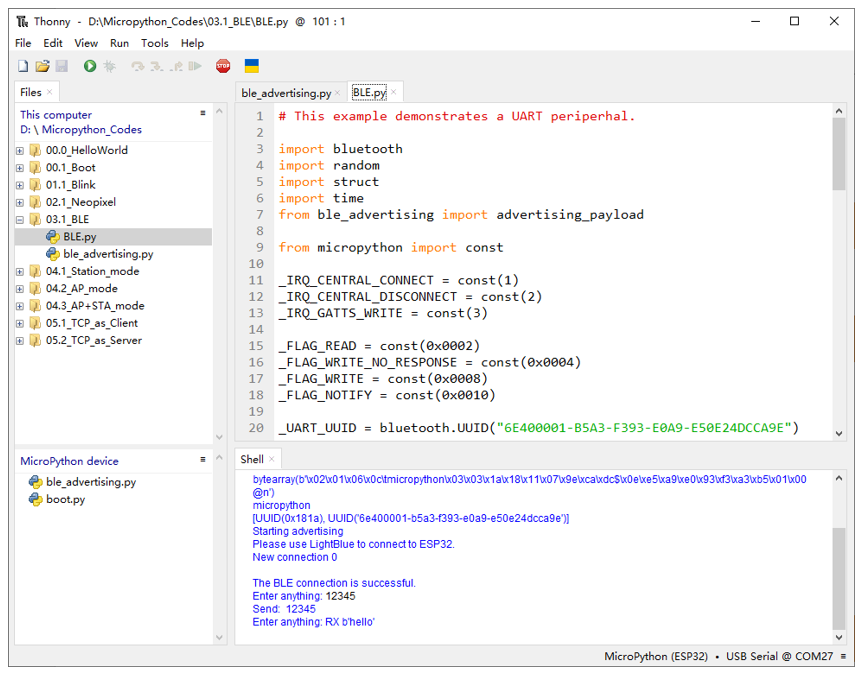 Thonny - D:\Micropython_Codes\03.1_BLE\BLE.py @ 101 : 1
File Edit View Run Tools Help
STOP
Files
This computer
D: \ Micropython_Codes
00.0_HelloWorld
00.1_Boot
01.1_Blink
02.1_Neopixel
03.1_BLE
BLE.py
ble_advertising.py
04.1_Station_mode
04.2_AP_mode
04.3_AP+STA_mode
05.1_TCP_as_Client
05.2_TCP_as_Server
MicroPython device
ble_advertising.py
boot.py
ble_advertising.py BLE.py
1 # This example demonstrates a UART periperhal.
2
3 import bluetooth
4 import random
5 import struct
6 import time
7 from ble_advertising import advertising_payload
8
9 from micropython import const
10
11 _IRQ_CENTRAL_CONNECT = const(1)
12 _IRQ_CENTRAL_DISCONNECT = const(2)
13 _IRQ_GATTS_WRITE = const(3)
14
15 _FLAG_READ = const(0x0002)
16 _FLAG_WRITE_NO_RESPONSE = const(0x0004)
17 _FLAG_WRITE = const(0x0008)
18 _FLAG_NOTIFY = const(0x0010)
19
20 _UART_UUID = bluetooth.UUID("6E400001-B5A3-F393-E0A9-E50E24DCCA9E")
Shell
bytearray(b'\x02\x01\x06\x0c\tmicropython\x03\x03\x1a\x18\x11\x07\x9e\xca\xdc$\x0e\xe5\xa9\xe0\x93\xf3\xa3\xb5\x01\x00
@n')
micropython
[UUID(0x181a), UUID('6e400001-b5a3-f393-e0a9-e50e24dcca9e')]
Starting advertising
Please use LightBlue to connect to ESP32.
New connection 0
The BLE connection is successful.
Enter anything: 12345
Send: 12345
Enter anything: RX b'hello'
MicroPython (ESP32) • USB Serial @ COM27 ≡